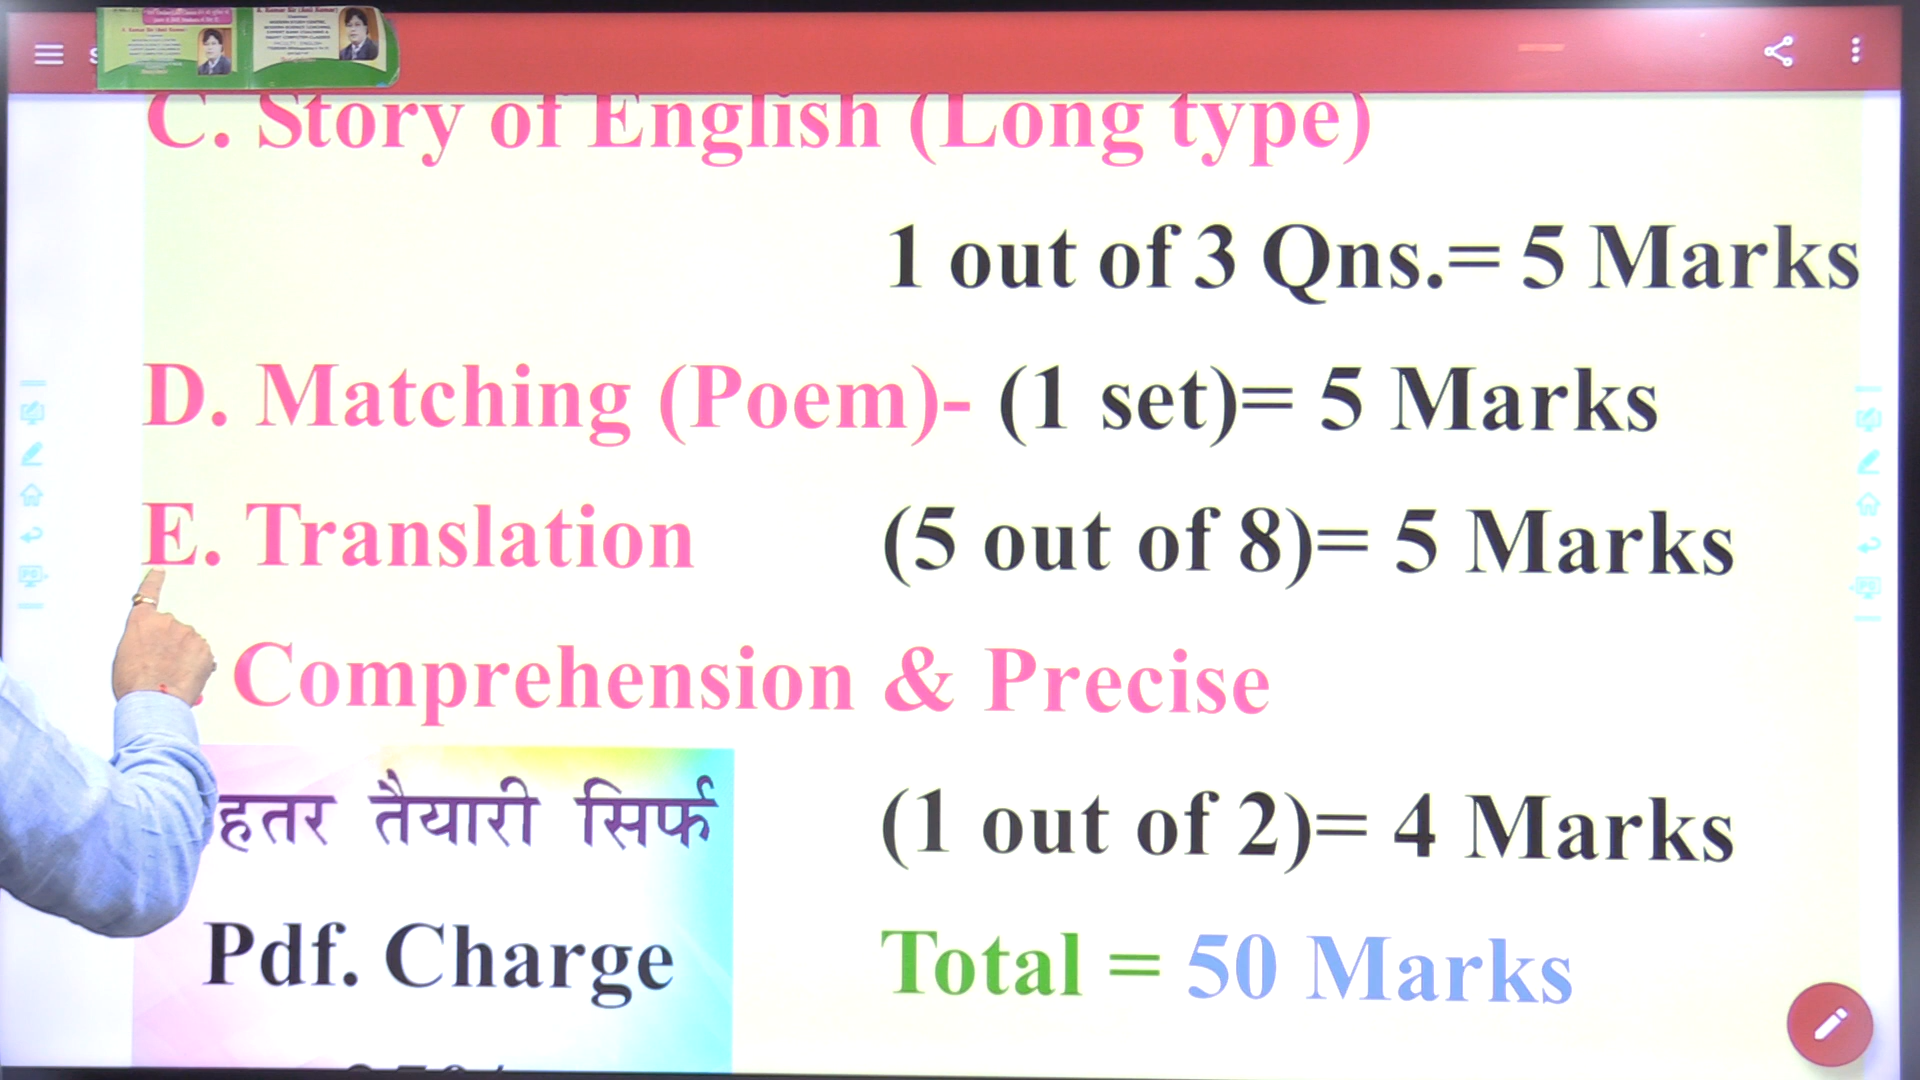 C. Story of English (Long type)
1 out of 3 Qns.= 5 Marks
D. Matching (Poem)- (1 set)= 5 Marks
E. Translation (5 out of 8)= 5 Marks
Comprehension & Precise
(1 out of 2)= 4 Marks
हतर तैयारी सिर्फ
Pdf. Charge
Total = 50 Marks